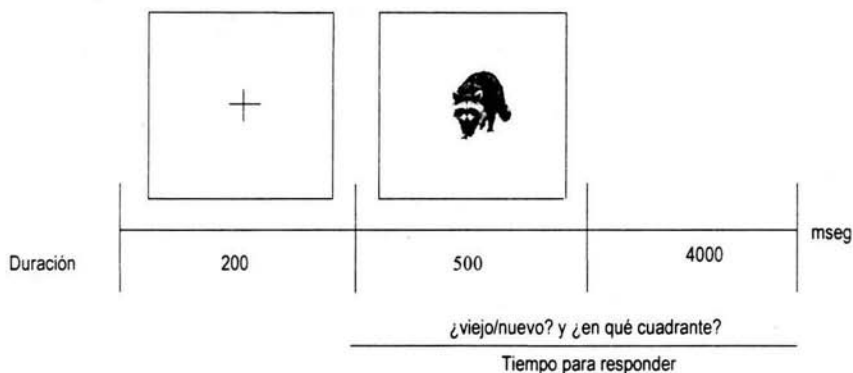 mseg
Duración 200 500 4000
¿viejo/nuevo? y ¿en qué cuadrante?
Tiempo para responder